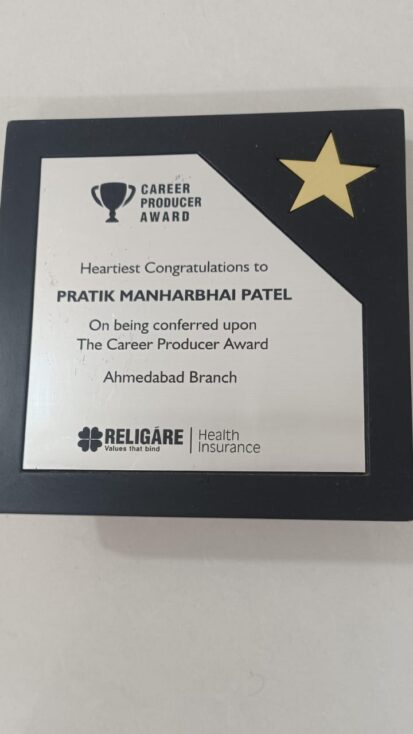 CAREER
PRODUCER
AWARD
Heartiest Congratulations to
PRATIK MANHARBHAI PATEL
On being conferred upon
The Career Producer Award
Ahmedabad Branch
RELIGÁRE
Values that bind
Health
Insurance